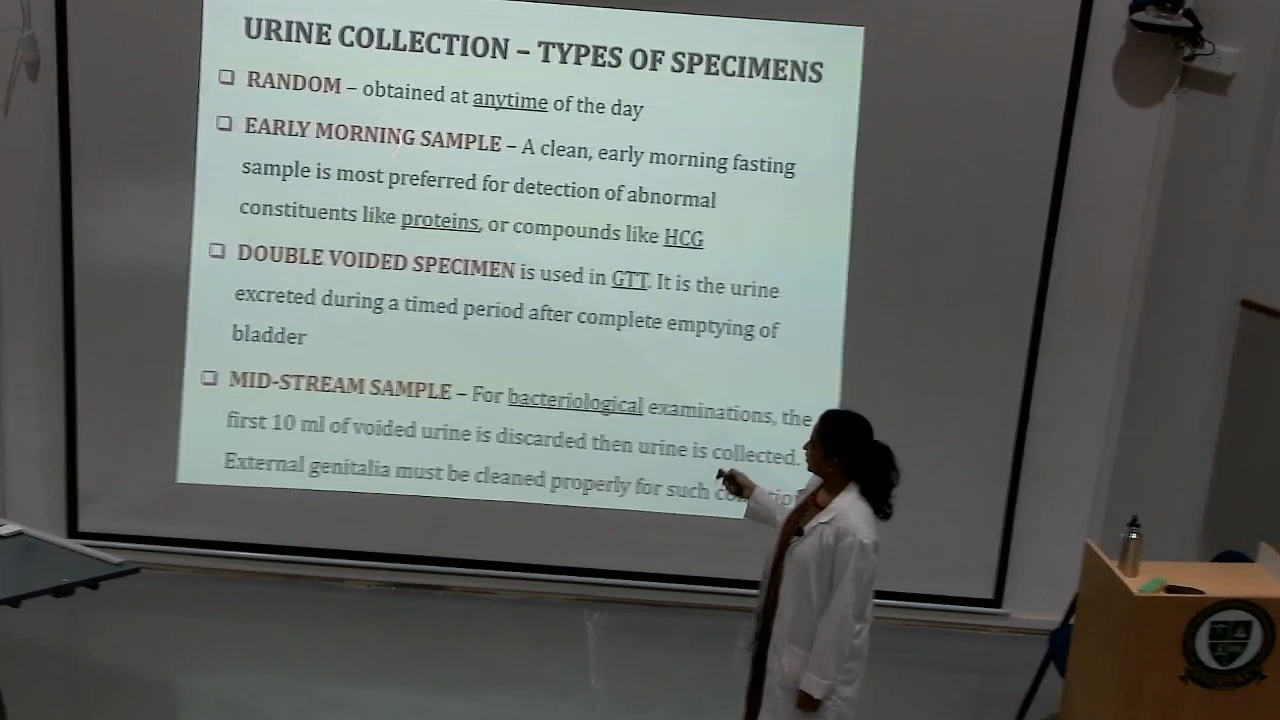 URINE COLLECTION – TYPES OF SPECIMENS
❑ RANDOM – obtained at anytime of the day
❑ EARLY MORNING SAMPLE – A clean, early morning fasting
sample is most preferred for detection of abnormal
constituents like proteins, or compounds like HCG
❑ DOUBLE VOIDED SPECIMEN is used in GTT. It is the urine
excreted during a timed period after complete emptying of
bladder
❑ MID-STREAM SAMPLE – For bacteriological examinations, the
first 10 ml of voided urine is discarded then urine is collected.
External genitalia must be cleaned properly for such